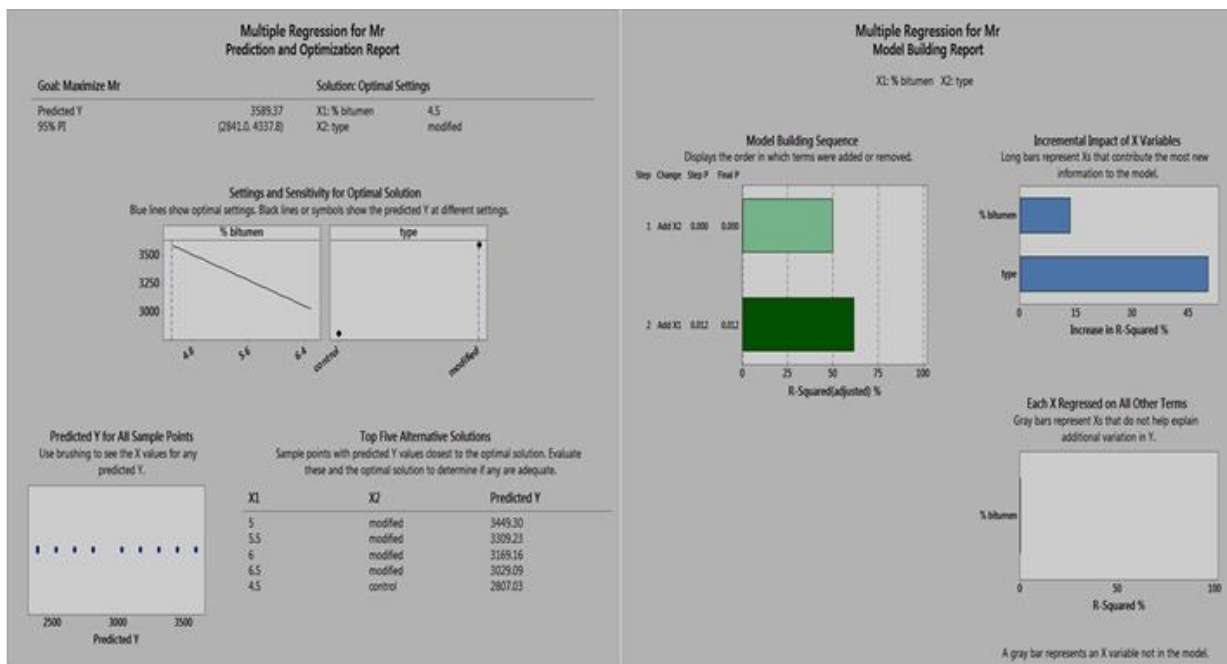 Multiple Regression for Mr
Prediction and Optimization Report
Goal: Maximize Mr
Solution: Optimal Settings
Predicted Y 3589.37 X1: % bitumen 4.5
95% PI (2841.0, 4337.8) X2: type modified
Settings and Sensitivity for Optimal Solution
Blue lines show optimal settings. Black lines or symbols show the predicted Y at different settings.
% bitumen type
3500
3250
3000
4.8 5.6 6.4 control modified
Predicted Y for All Sample Points
Use brushing to see the X values for any
predicted Y.
2500 3000 3500
Predicted Y
Top Five Alternative Solutions
Sample points with predicted Y values closest to the optimal solution. Evaluate
these and the optimal solution to determine if any are adequate.
X1 X2 Predicted Y
5 modified 3449.30
5.5 modified 3309.23
6 modified 3169.16
6.5 modified 3029.09
4.5 control 2807.03
Multiple Regression for Mr
Model Building Report
X1: % bitumen X2: type
Model Building Sequence
Displays the order in which terms were added or removed.
Step Change Step P Final P
1 Add X2 0.000 0.000
2 Add X1 0.012 0.012
0 25 50 75 100
R-Squared(adjusted) %
Incremental Impact of X Variables
Long bars represent Xs that contribute the most new
information to the model.
% bitumen
type
0 15 30 45
Increase in R-Squared %
Each X Regressed on All Other Terms
Gray bars represent Xs that do not help explain
additional variation in Y.
% bitumen
0 50 100
R-Squared %
A gray bar represents an X variable not in the model.